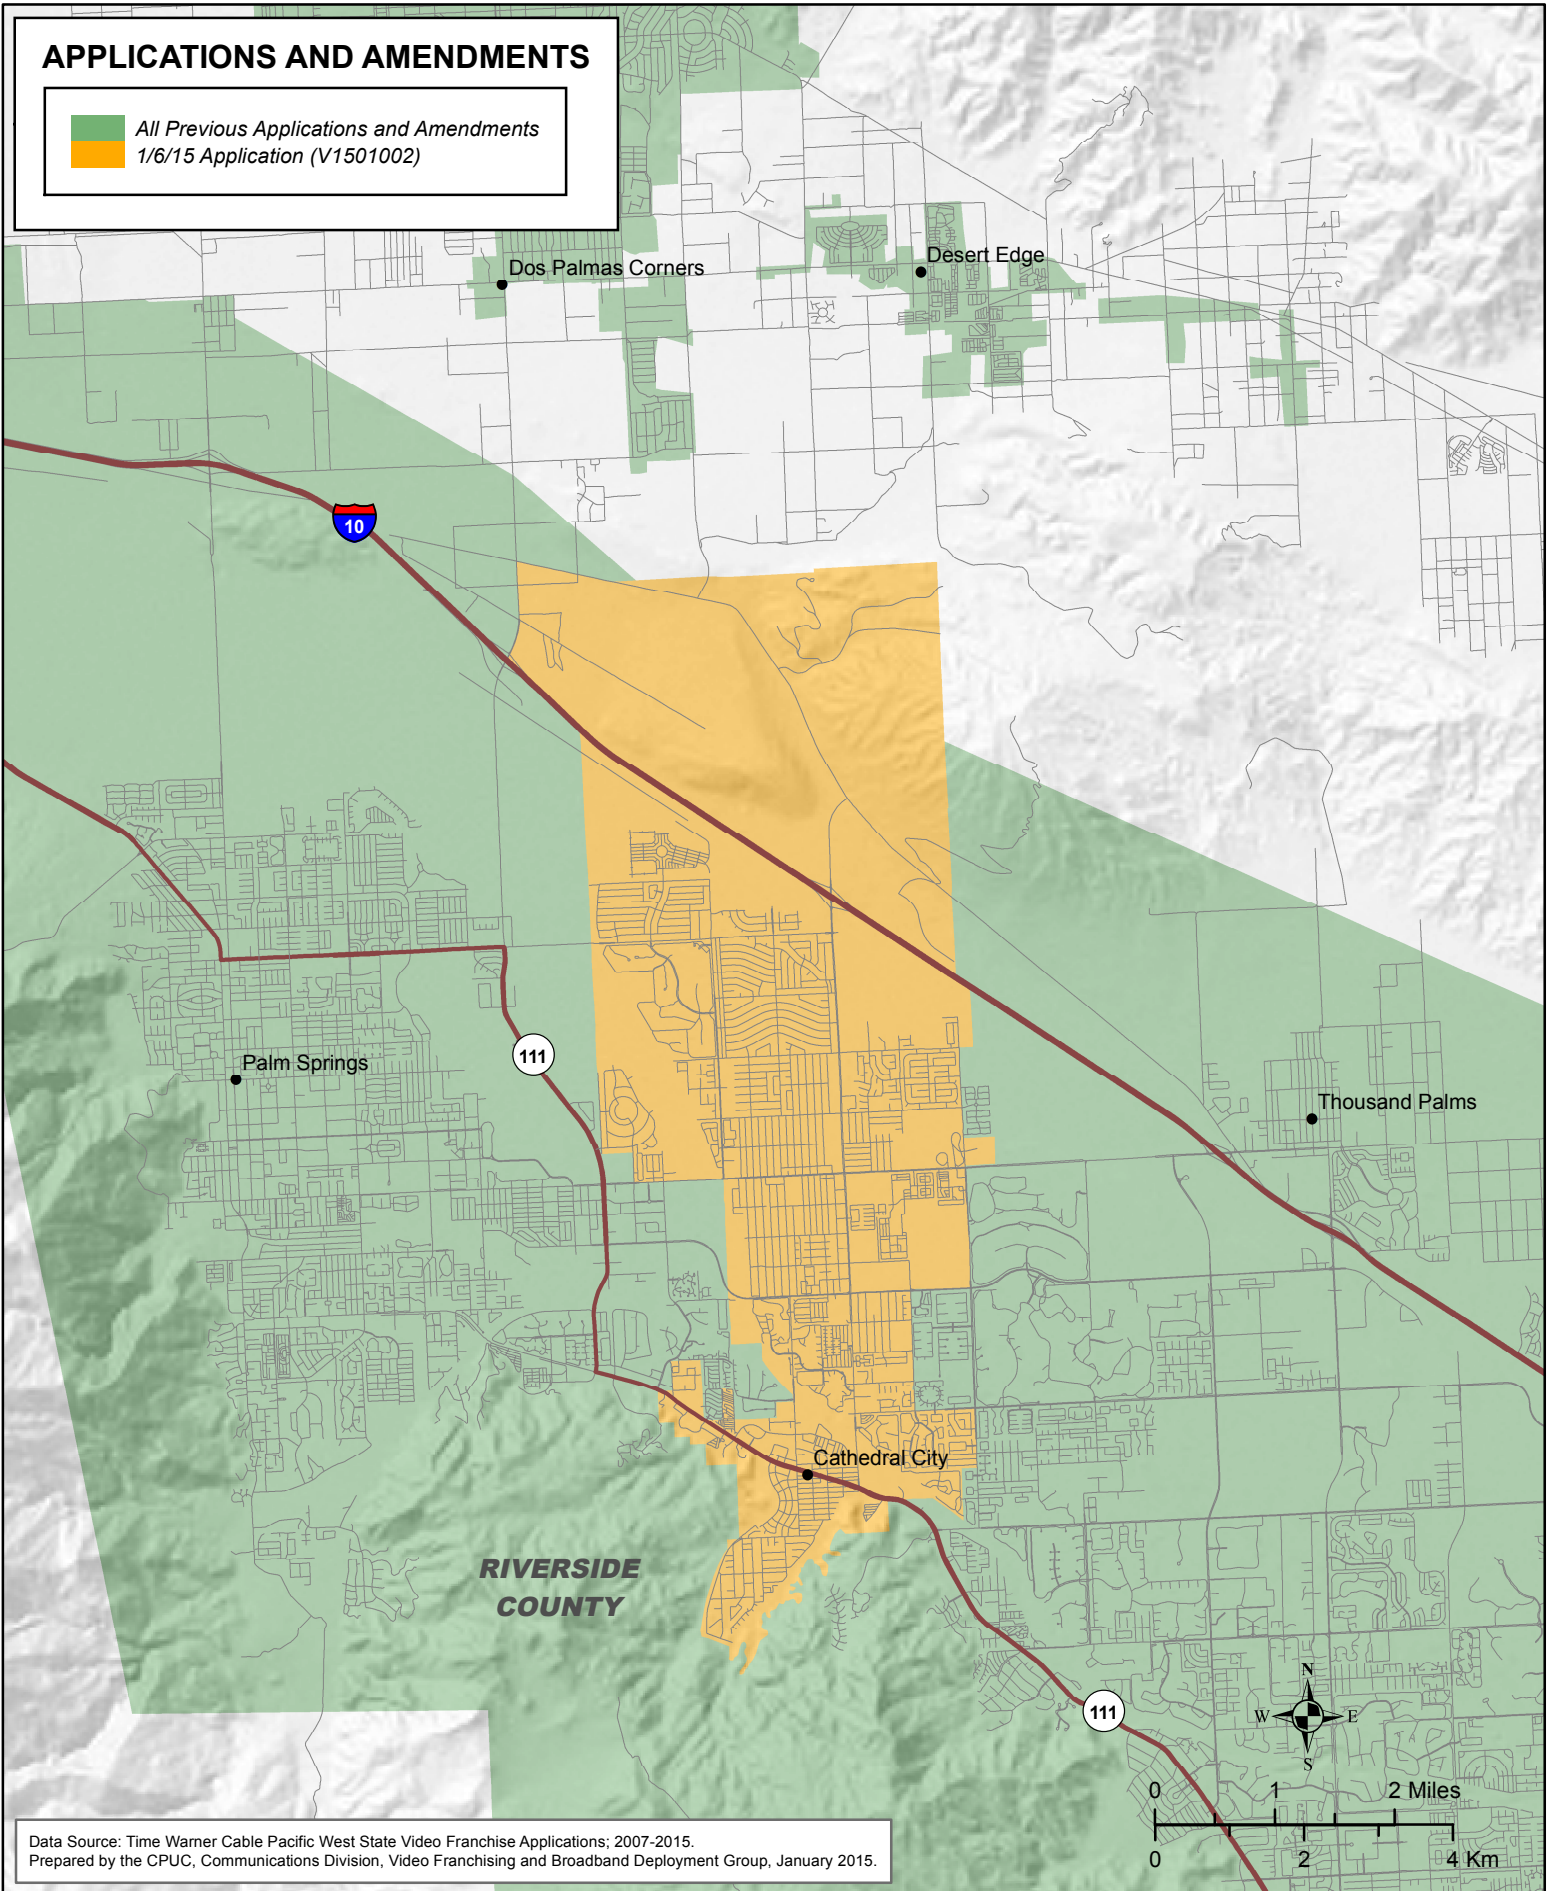 APPLICATIONS AND AMENDMENTS
All Previous Applications and Amendments
1/6/15 Application (V1501002)
Dos Palmas Corners
Desert Edge
10
111
Palm Springs
Thousand Palms
Cathedral City
RIVERSIDE
COUNTY
111
N
W E
S
0 1 2 Miles
0 2 4 Km
Data Source: Time Warner Cable Pacific West State Video Franchise Applications; 2007-2015.
Prepared by the CPUC, Communications Division, Video Franchising and Broadband Deployment Group, January 2015.